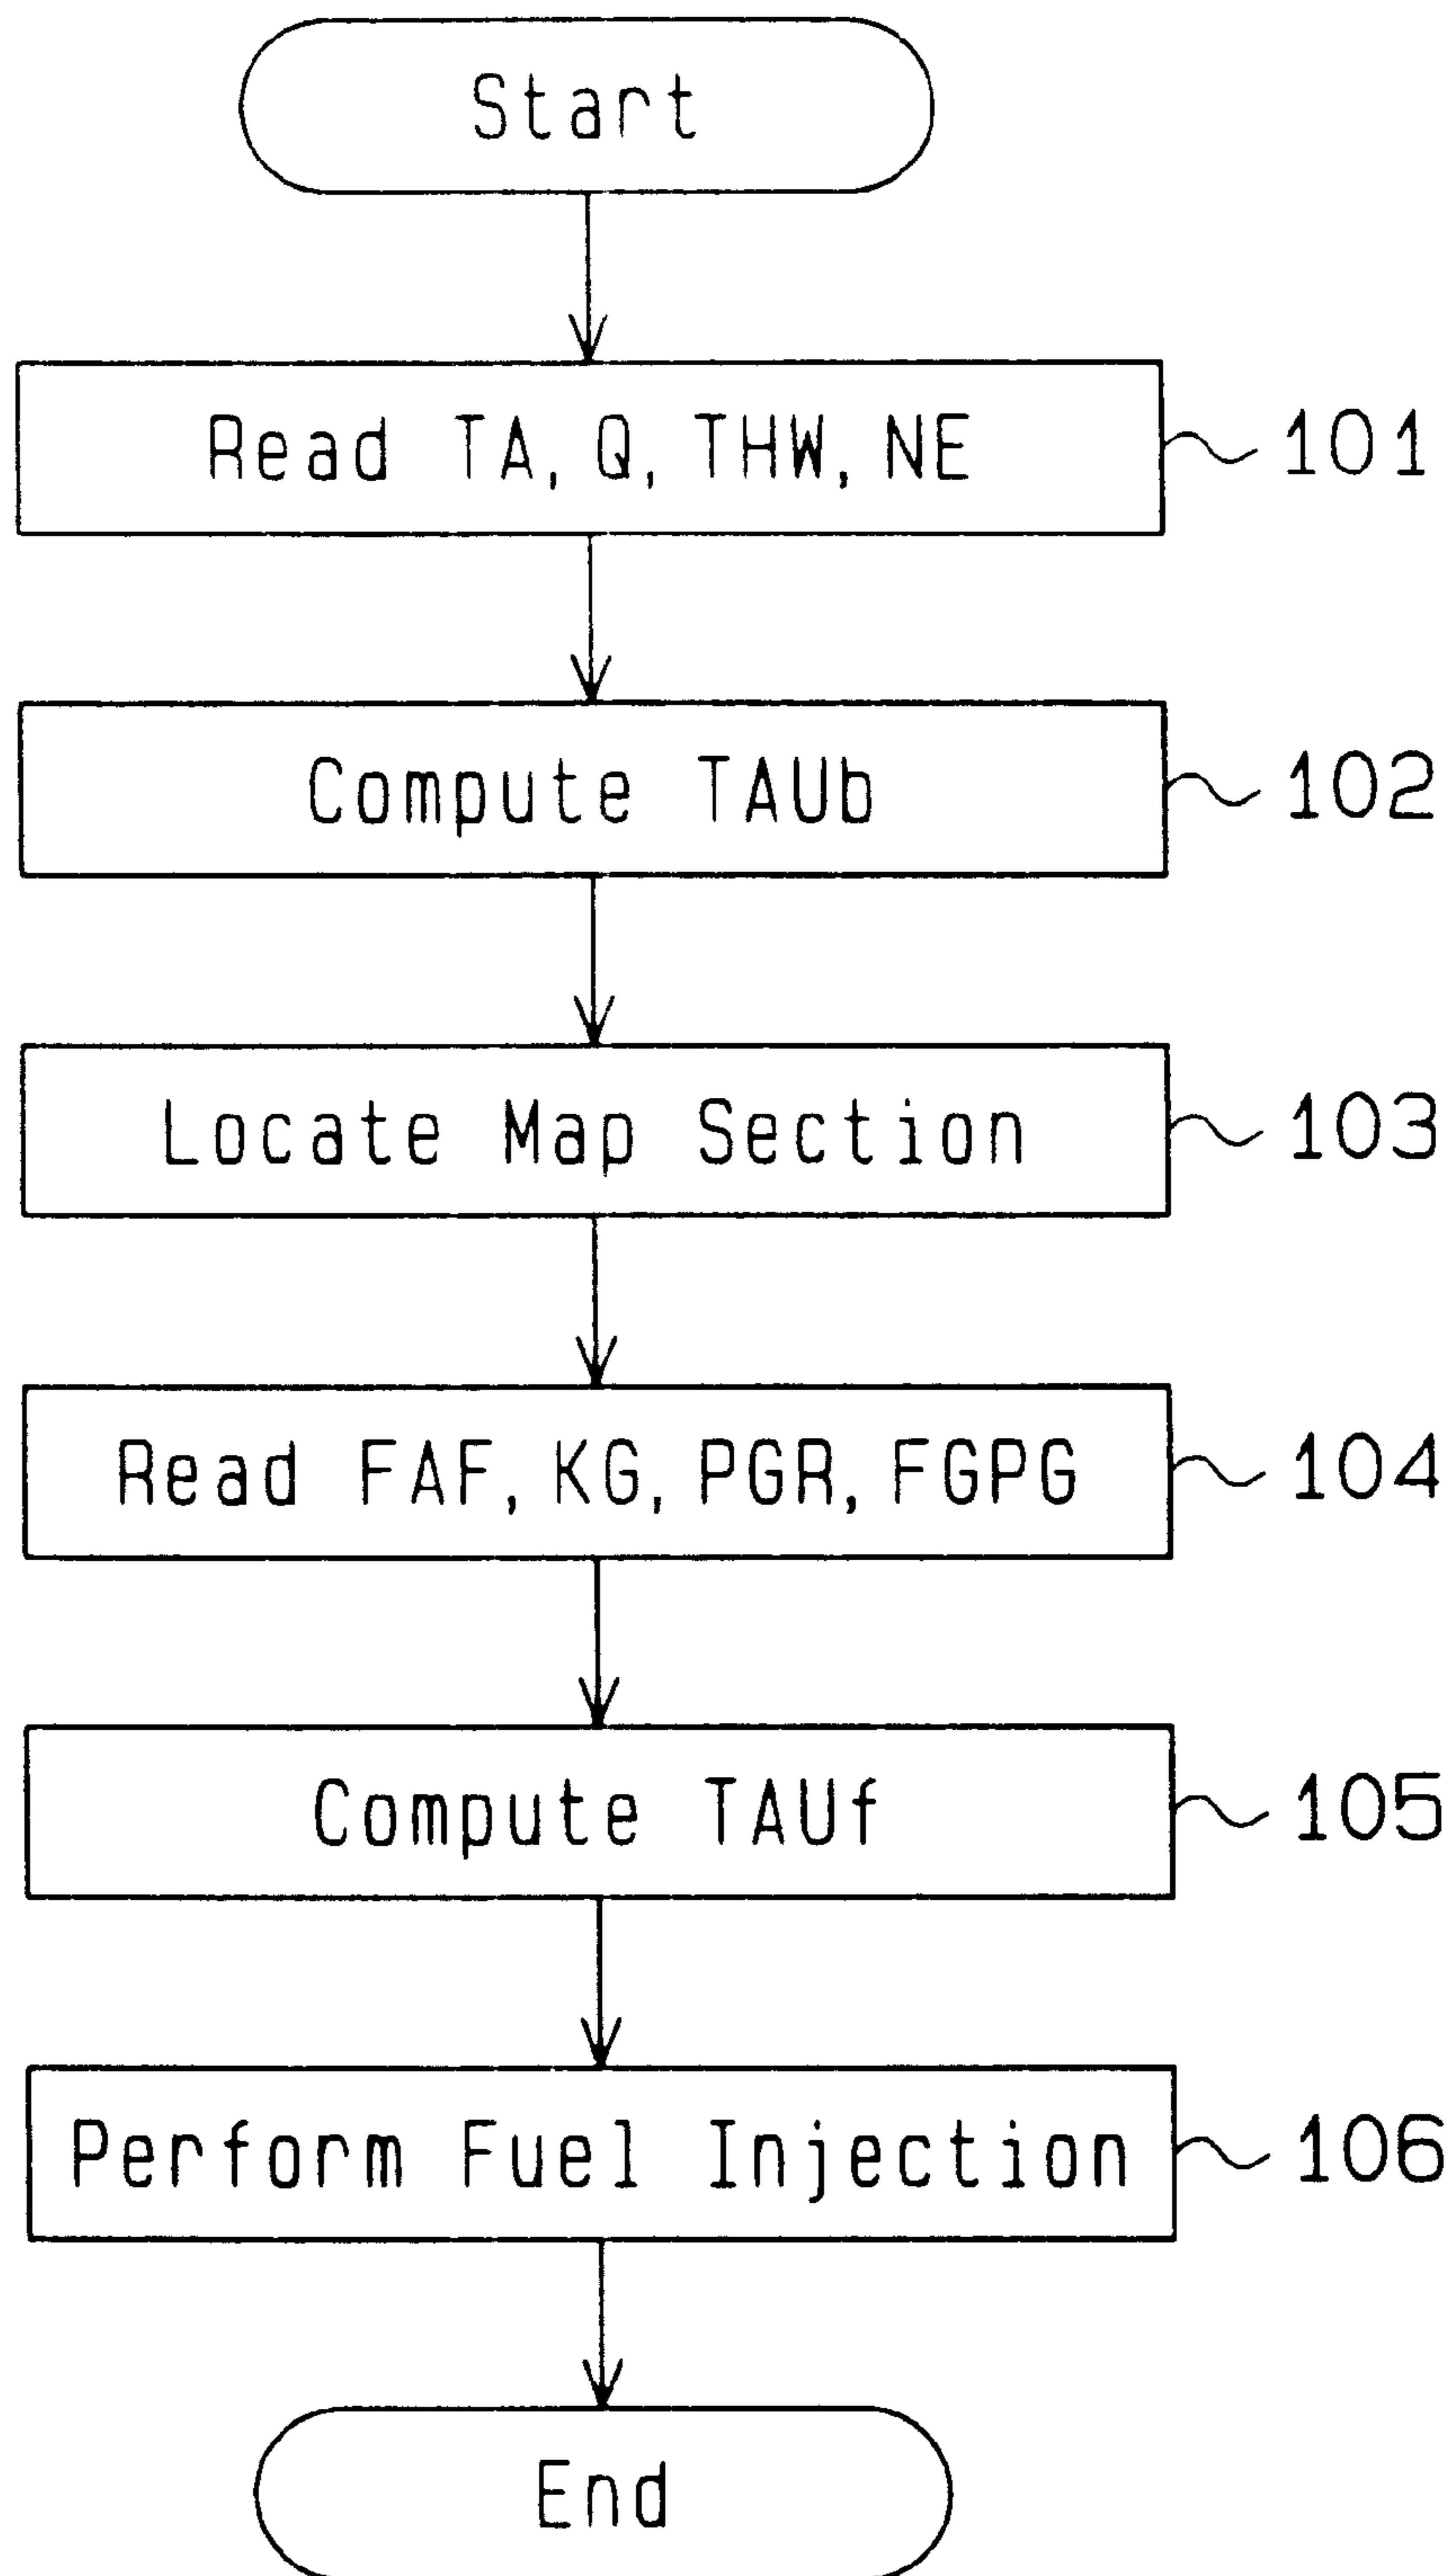 Start
Read TA, Q, THW, NE 101
Compute TAUb 102
Locate Map Section 103
Read FAF, KG, PGR, FGPG 104
Compute TAUf 105
Perform Fuel Injection 106
End